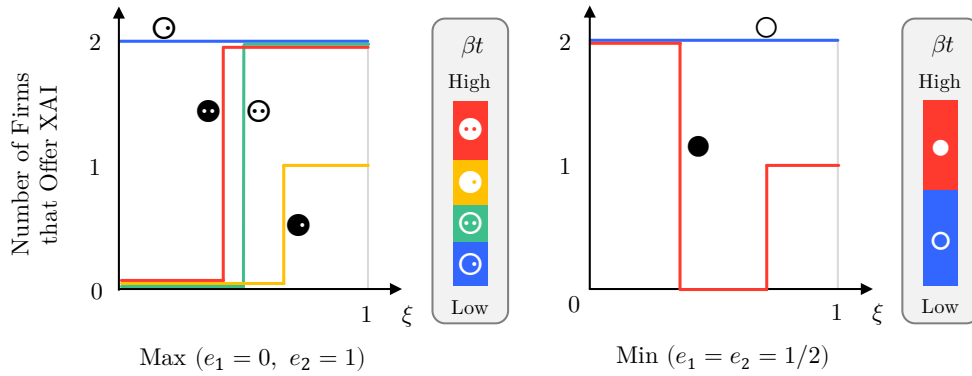 Number of Firms
that Offer XAI
2
1
0
1
ξ
βt
High
Low
Max (e₁ = 0, e₂ = 1)
2
1
0
1
ξ
βt
High
Low
Min (e₁ = e₂ = 1/2)